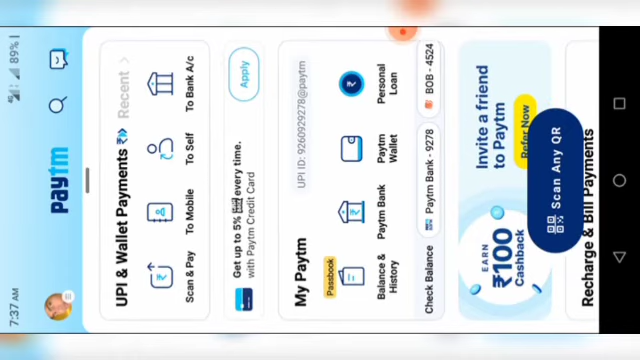 7:37 AM
4G 89%
paytm
UPI & Wallet Payments
Recent >
Scan & Pay
To Mobile
To Self
To Bank A/c
Get up to 5% every time.
with Paytm Credit Card
Apply
My Paytm
UPI ID: 9260929278@paytm
Passbook
Balance &
History
Paytm Bank
Paytm
Wallet
Personal
Loan
Check Balance
Paytm Bank - 9278
BOB - 4524
EARN
₹100
Cashback
Invite a friend
to Paytm
Refer Now
Scan Any QR
Recharge & Bill Payments